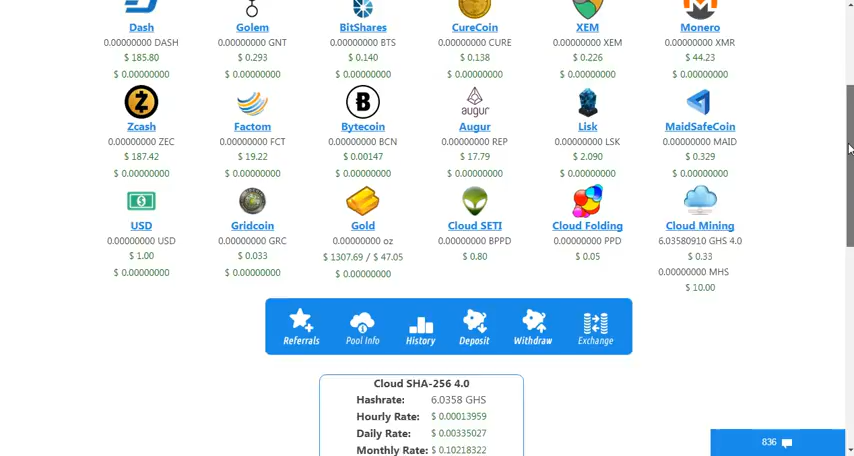 Dash Golem BitShares CureCoin XEM Monero
0.00000000 DASH 0.00000000 GNT 0.00000000 BTS 0.00000000 CURE 0.00000000 XEM 0.00000000 XMR
$ 185.80 $ 0.293 $ 0.140 $ 0.138 $ 0.226 $ 44.23
$ 0.00000000 $ 0.00000000 $ 0.00000000 $ 0.00000000 $ 0.00000000 $ 0.00000000
augur
Zcash Factom Bytecoin Augur Lisk MaidSafeCoin
0.00000000 ZEC 0.00000000 FCT 0.00000000 BCN 0.00000000 REP 0.00000000 LSK 0.00000000 MAID
$ 187.42 $ 19.22 $ 0.00147 $ 17.79 $ 2.090 $ 0.329
$ 0.00000000 $ 0.00000000 $ 0.00000000 $ 0.00000000 $ 0.00000000 $ 0.00000000
USD Gridcoin Gold Cloud SETI Cloud Folding Cloud Mining
0.00000000 USD 0.00000000 GRC 0.00000000 oz 0.00000000 BPPD 0.00000000 PPD 6.03580910 GHS 4.0
$ 1.00 $ 0.033 $ 1307.69 / $ 47.05 $ 0.80 $ 0.05 $ 0.33
$ 0.00000000 $ 0.00000000 $ 0.00000000 0.00000000 MHS
$ 10.00
Referrals Pool Info History Deposit Withdraw Exchange
Cloud SHA-256 4.0
Hashrate: 6.0358 GHS
Hourly Rate: $ 0.00013959
Daily Rate: $ 0.00335027
Monthly Rate: $ 0.10218322
836